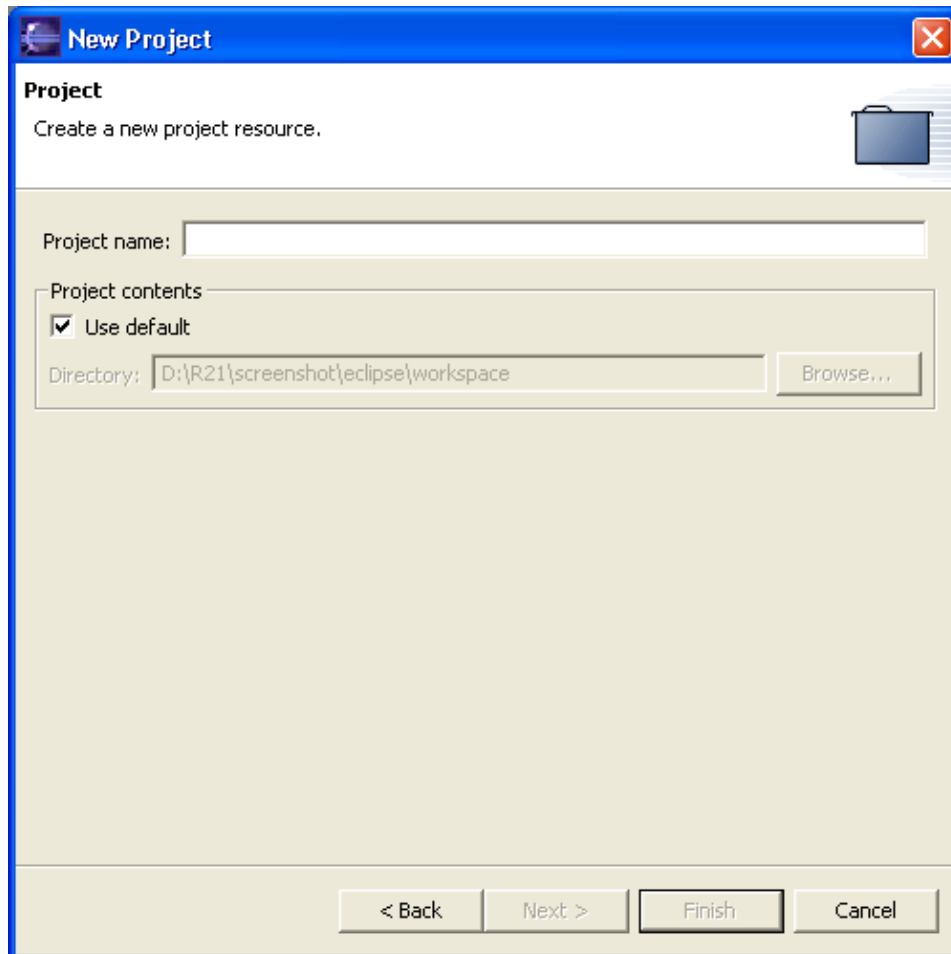 New Project
Project
Create a new project resource.
Project name:
Project contents
Use default
Directory: D:\R21\screenshot\eclipse\workspace Browse...
< Back Next > Finish Cancel